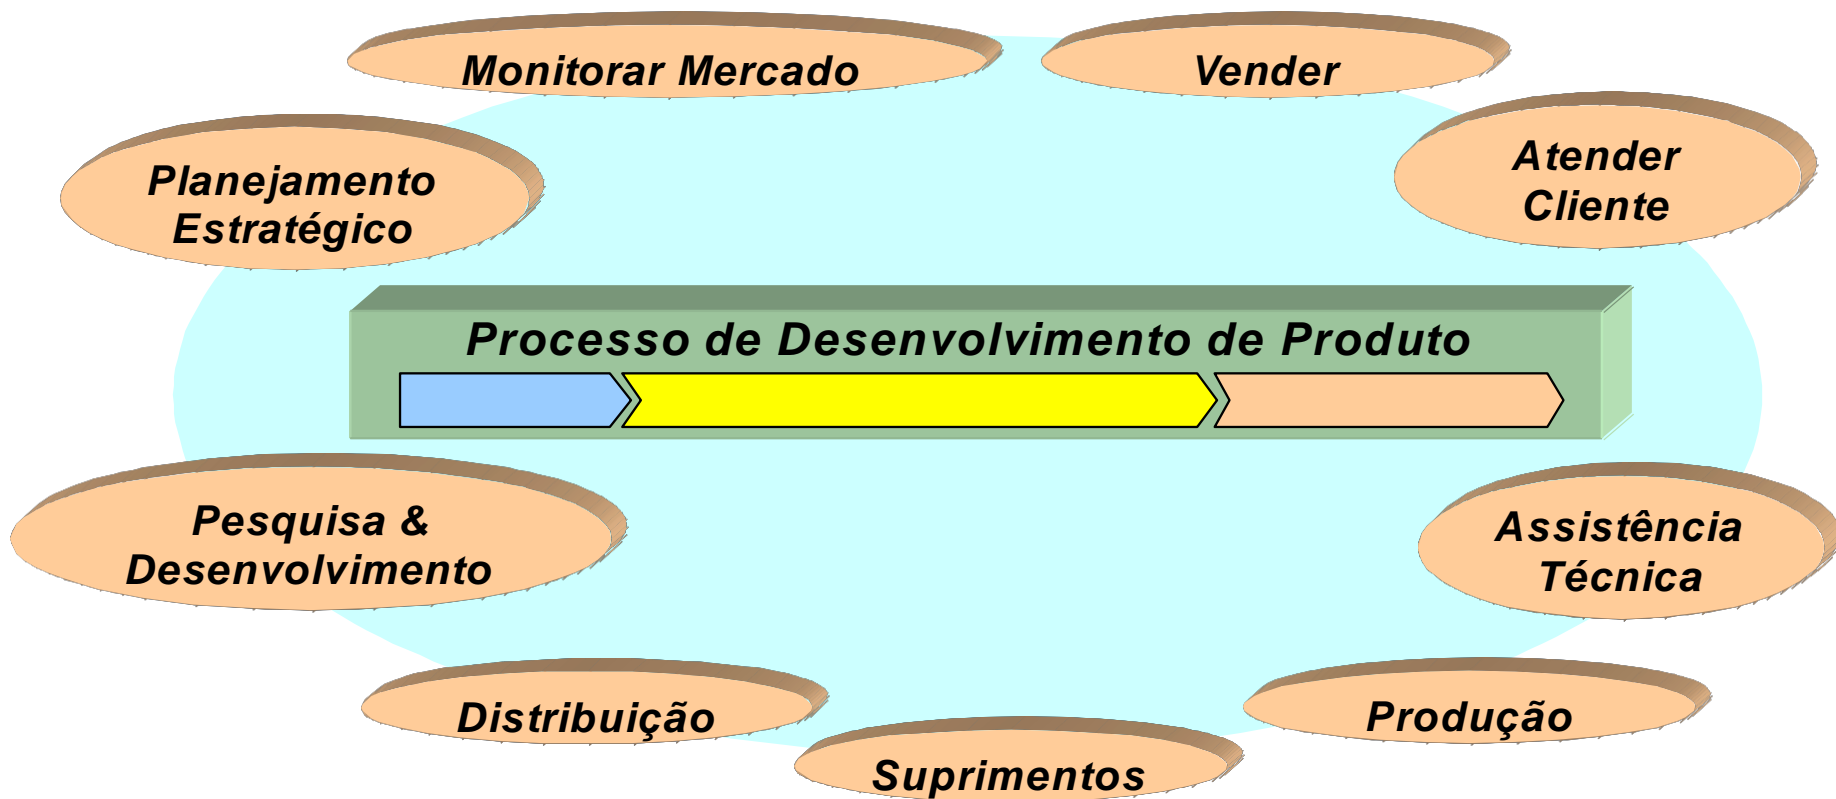 Monitorar Mercado
Vender
Planejamento
Estratégico
Atender
Cliente
Processo de Desenvolvimento de Produto
Pesquisa &
Desenvolvimento
Assistência
Técnica
Distribuição
Suprimentos
Produção